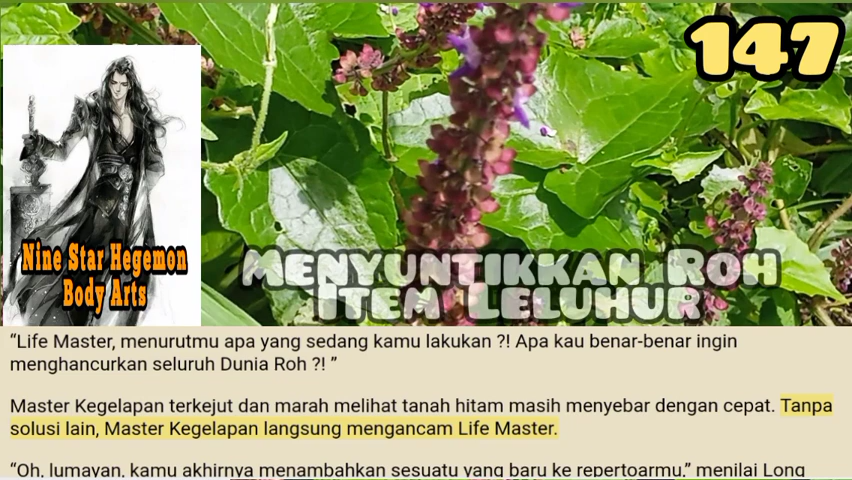 147
Nine Star Hegemon
Body Arts
Menyuntikkan Roh
Item Leluhur
“Life Master, menurutmu apa yang sedang kamu lakukan ?! Apa kau benar-benar ingin
menghancurkan seluruh Dunia Roh ?! ”
Master Kegelapan terkejut dan marah melihat tanah hitam masih menyebar dengan cepat. Tanpa
solusi lain, Master Kegelapan langsung mengancam Life Master.
“Oh, lumayan, kamu akhirnya menambahkan sesuatu yang baru ke repertoarmu,” menilai Long